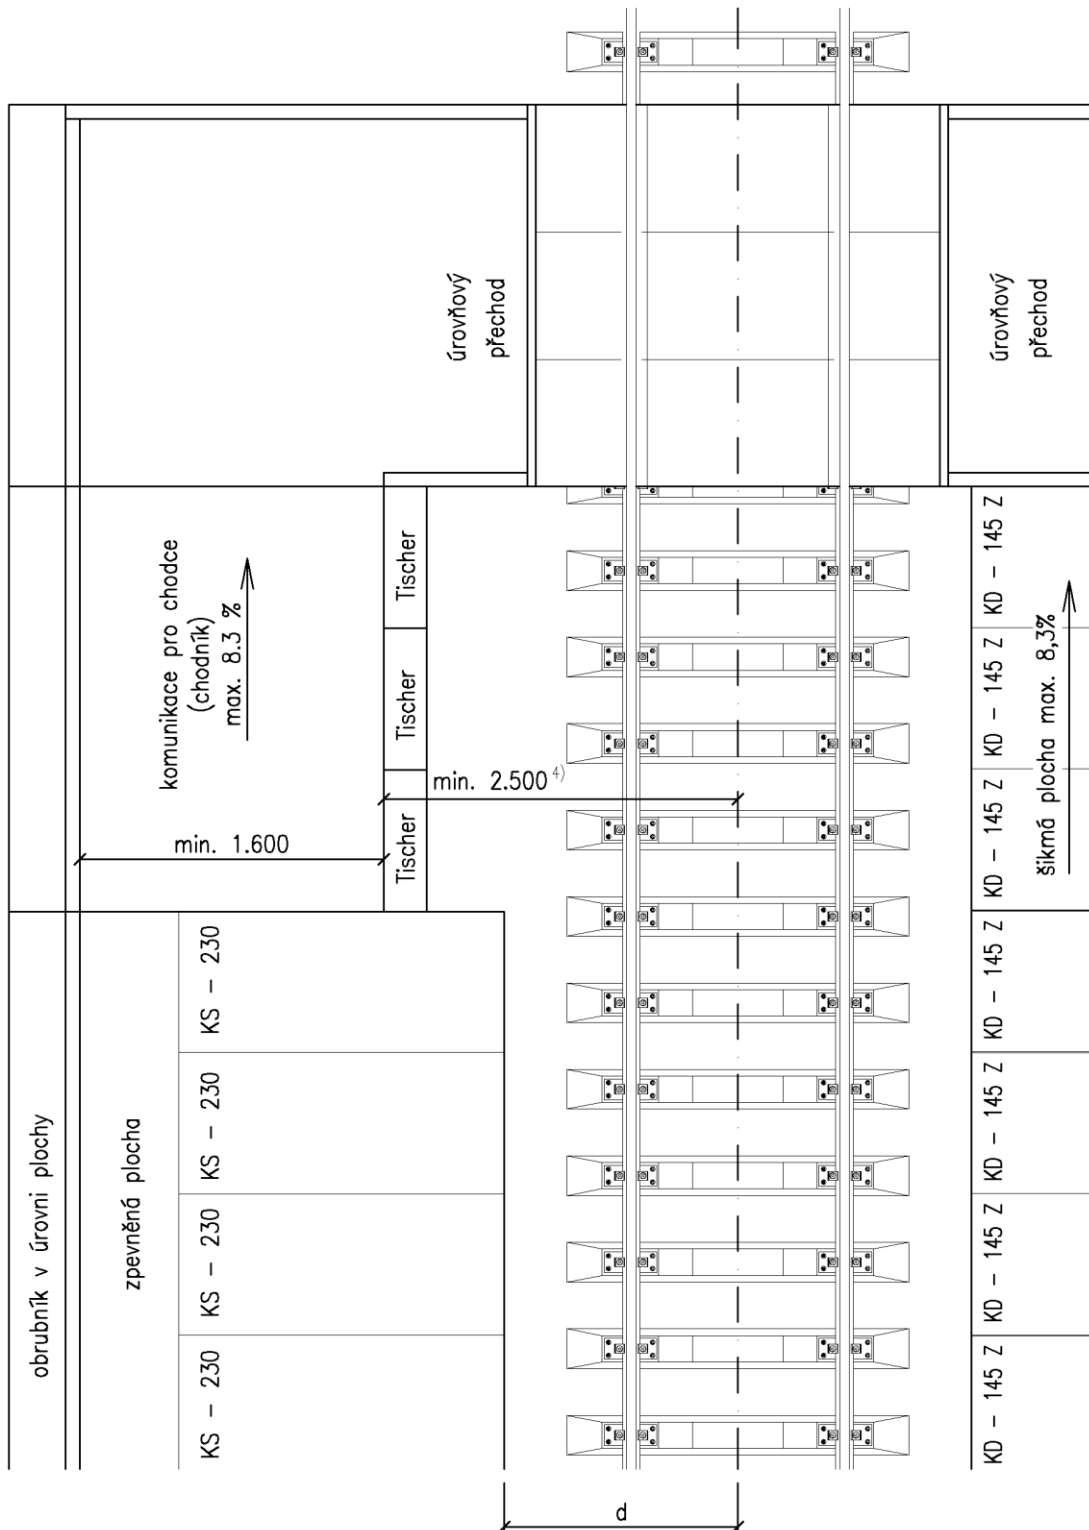 úrovňový
přechod
úrovňový
přechod
komunikace pro chodce
(chodník)
max. 8.3 %
Tischer
Tischer
Tischer
min. 2.500 4)
min. 1.600
KD – 145 Z
KD – 145 Z
KD – 145 Z
KD – 145 Z
KD – 145 Z
KD – 145 Z
KD – 145 Z
šikmá plocha max. 8,3%
KS – 230
KS – 230
KS – 230
KS – 230
zpevněná plocha
obrubník v úrovni plochy
d